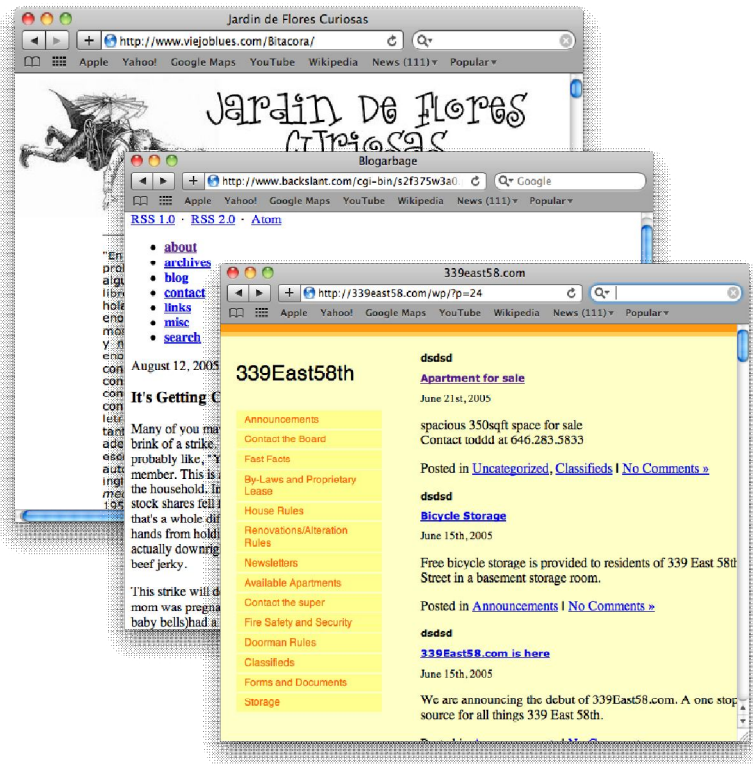 Jardin de Flores Curiosas
http://www.viejoblues.com/Bitacora/
Apple Yahoo! Google Maps YouTube Wikipedia News (111) Popular
Jardin De Flores
Curiosas
Blogarbage
http://www.backslant.com/cgi-bin/s2f375w3a0 Google
Apple Yahoo! Google Maps YouTube Wikipedia News (111) Popular
RSS 1.0 · RSS 2.0 · Atom
about
archives
blog
contact
links
misc
search
August 12, 2005
It's Getting
Many of you may
brink of a strike.
probably like, "Y
member. This is
the household. In
stock shares fell
that's a whole dif
hands from holdi
actually downrig
beef jerky.
This strike will d
mom was pregna
baby bells)had a
339east58.com
http://339east58.com/wp/?p=24
Apple Yahoo! Google Maps YouTube Wikipedia News (111) Popular
339East58th
Announcements
Contact the Board
Fast Facts
By-Laws and Proprietary
Lease
House Rules
Renovations/Alteration
Rules
Newsletters
Available Apartments
Contact the super
Fire Safety and Security
Doorman Rules
Classifieds
Forms and Documents
Storage
dsdsd
Apartment for sale
June 21st, 2005
spacious 350sqft space for sale
Contact toddd at 646.283.5833
Posted in Uncategorized, Classifieds | No Comments »
dsdsd
Bicycle Storage
June 15th, 2005
Free bicycle storage is provided to residents of 339 East 58th
Street in a basement storage room.
Posted in Announcements | No Comments »
dsdsd
339East58.com is here
June 15th, 2005
We are announcing the debut of 339East58.com. A one stop
source for all things 339 East 58th.